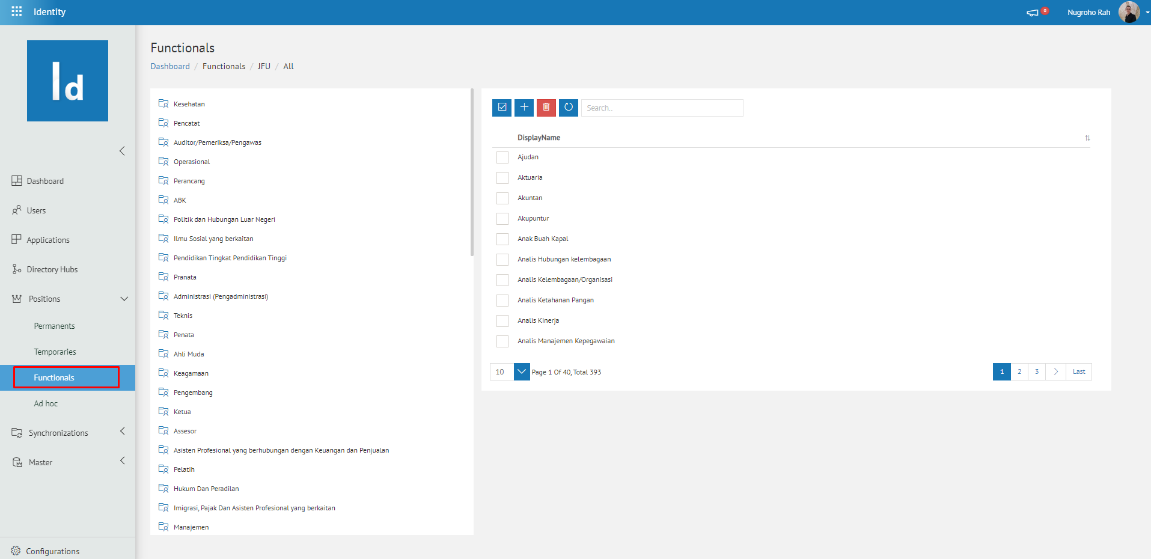 Identity
8
Nugroho Rah
Id
Dashboard
Users
Applications
Directory Hubs
Positions
Permanents
Temporaries
Functionals
Ad hoc
Synchronizations
Master
Configurations
Functionals
Dashboard / Functionals / JFU / All
Kesehatan
Pencatat
Auditor/Pemeriksa/Pengawas
Operasional
Perancang
ABK
Politik dan Hubungan Luar Negeri
Ilmu Sosial yang berkaitan
Pendidikan Tingkat Pendidikan Tinggi
Pranata
Administrasi (Pengadministrasi)
Teknis
Penata
Ahli Muda
Keagamaan
Pengembang
Ketua
Assesor
Asisten Profesional yang berhubungan dengan Keuangan dan Penjualan
Pelatih
Hukum Dan Peradilan
Imigrasi, Pajak Dan Asisten Profesional yang berkaitan
Manajemen
Search..
DisplayName
Ajudan
Aktuaria
Akuntan
Akupuntur
Anak Buah Kapal
Analis Hubungan kelembagaan
Analis Kelembagaan/Organisasi
Analis Ketahanan Pangan
Analis Kinerja
Analis Manajemen Kepegawaian
10 Page 1 Of 40, Total 393
1 2 3 > Last